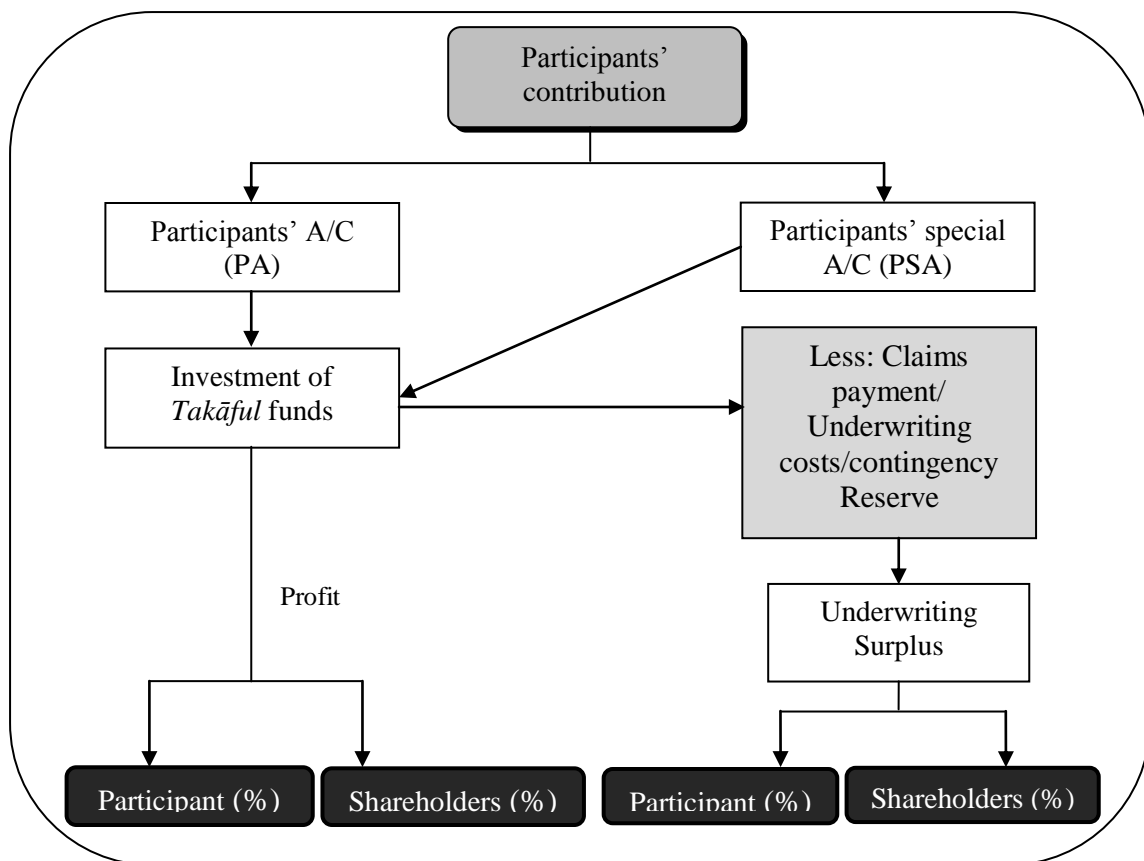 Participants’
contribution
Participants’ A/C
(PA)
Participants’ special
A/C (PSA)
Investment of
Takāful funds
Less: Claims
payment/
Underwriting
costs/contingency
Reserve
Profit
Underwriting
Surplus
Participant (%)
Shareholders (%)
Participant (%)
Shareholders (%)